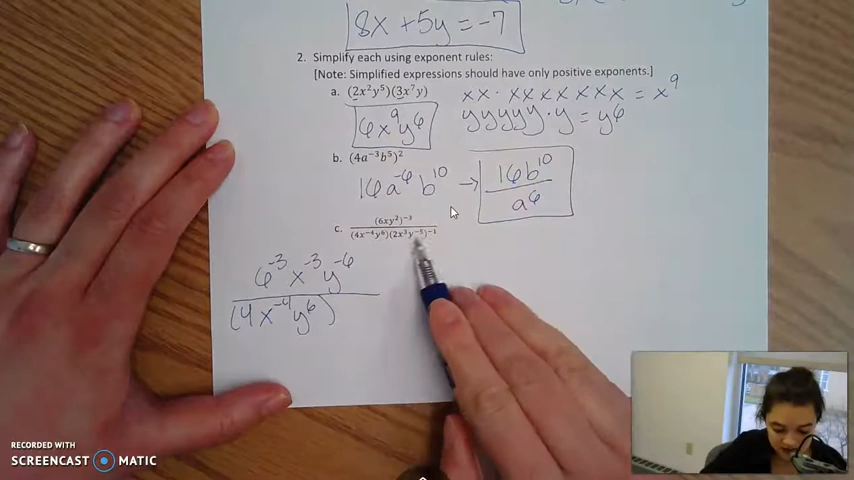 8x + 5y = -7
2. Simplify each using exponent rules:
[Note: Simplified expressions should have only positive exponents.]
a. (2x²y⁵)(3x⁷y)
xx · xxxxxxx = x⁹
6x⁹y⁶
yyyyy · y = y⁶
b. (4a⁻³b⁵)²
16a⁻⁶b¹⁰ → 16b¹⁰/a⁶
c. (6xy²)⁻³/(4x⁻⁴y⁶)(2x³y⁻⁵)⁻¹
6⁻³x⁻³y⁻⁶
(4x⁻⁴y⁶)
RECORDED WITH
SCREENCAST MATIC